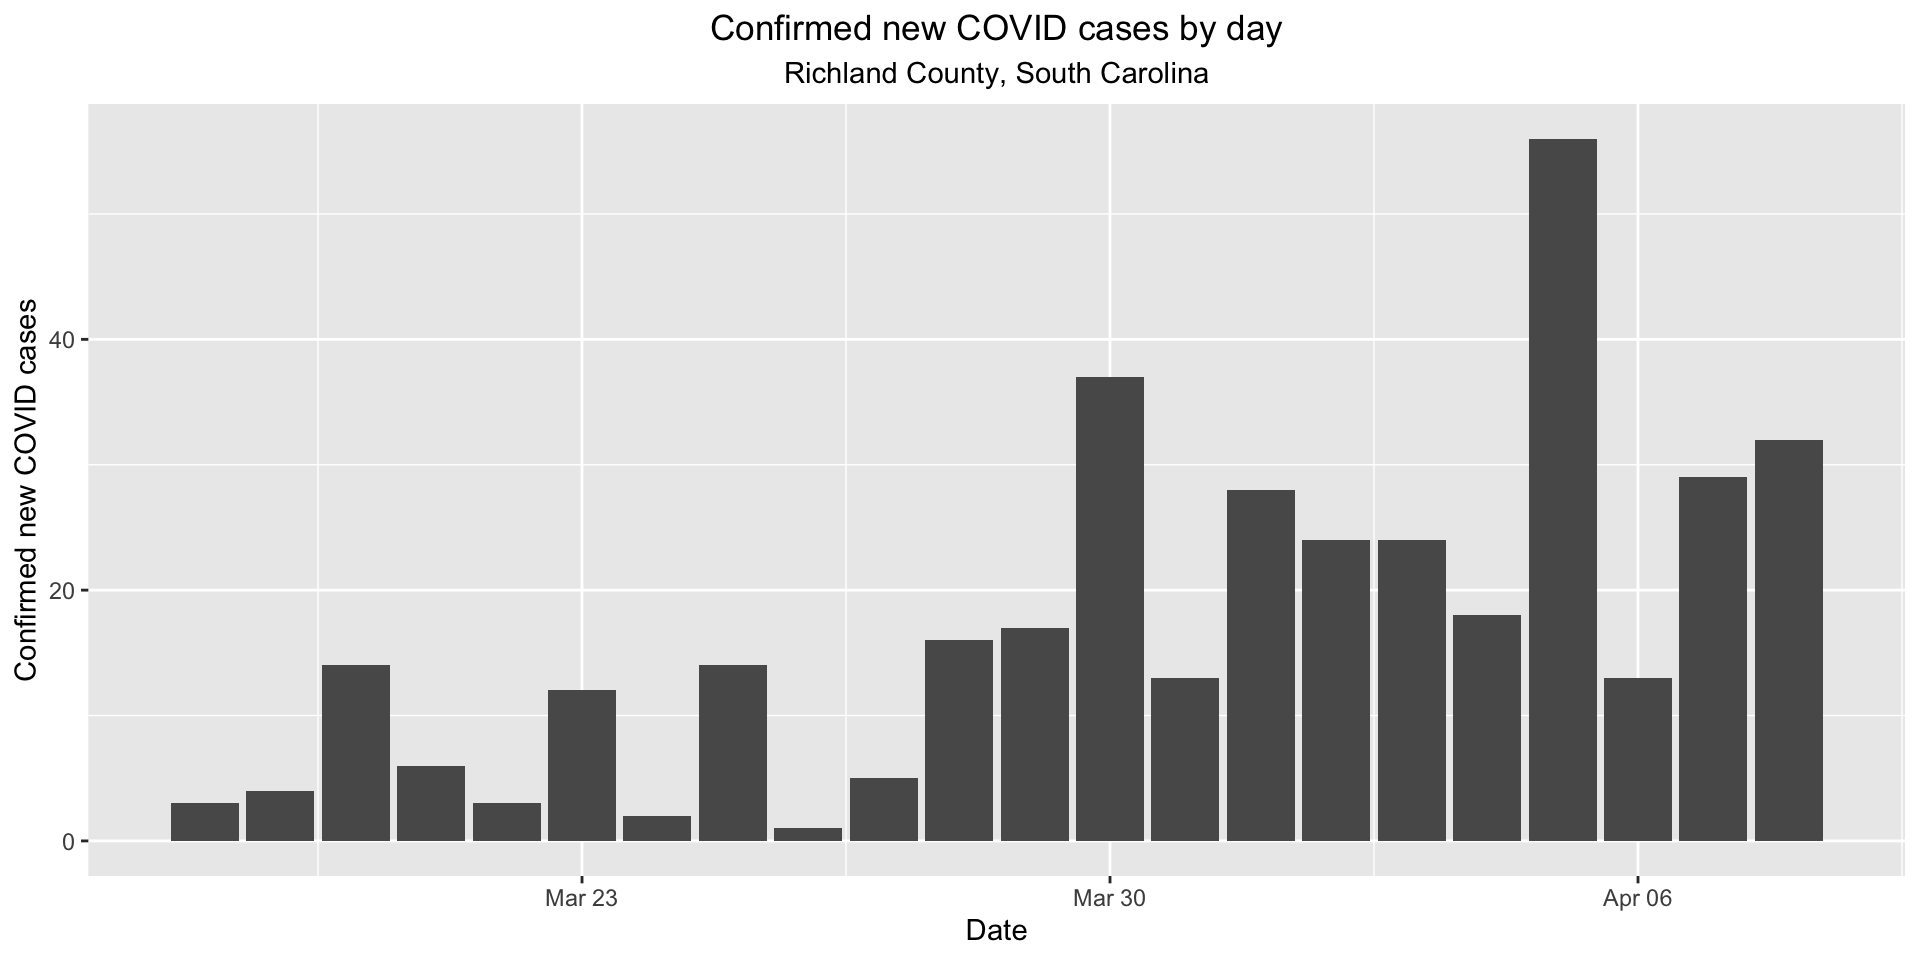 Confirmed new COVID cases by day
Richland County, South Carolina
Confirmed new COVID cases
40
20
0
Mar 23
Mar 30
Apr 06
Date